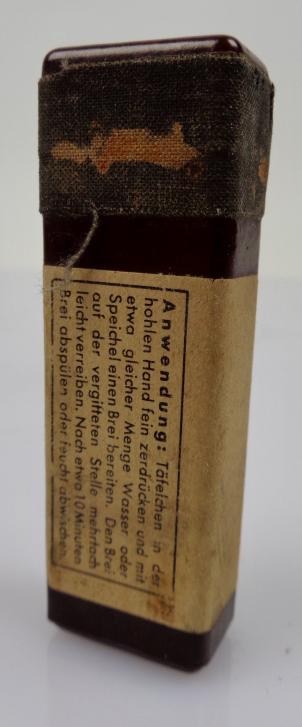 Anwendung: Täfelchen in der
hohlen Hand fein zerdrücken und mit
etwa gleicher Menge Wasser oder
Speichel einen Brei bereiten. Den Brei
auf der vergifteten Stelle mehrfach
leicht verreiben. Nach etwa 10 Minuten
Brei abspülen oder feucht abwischen.